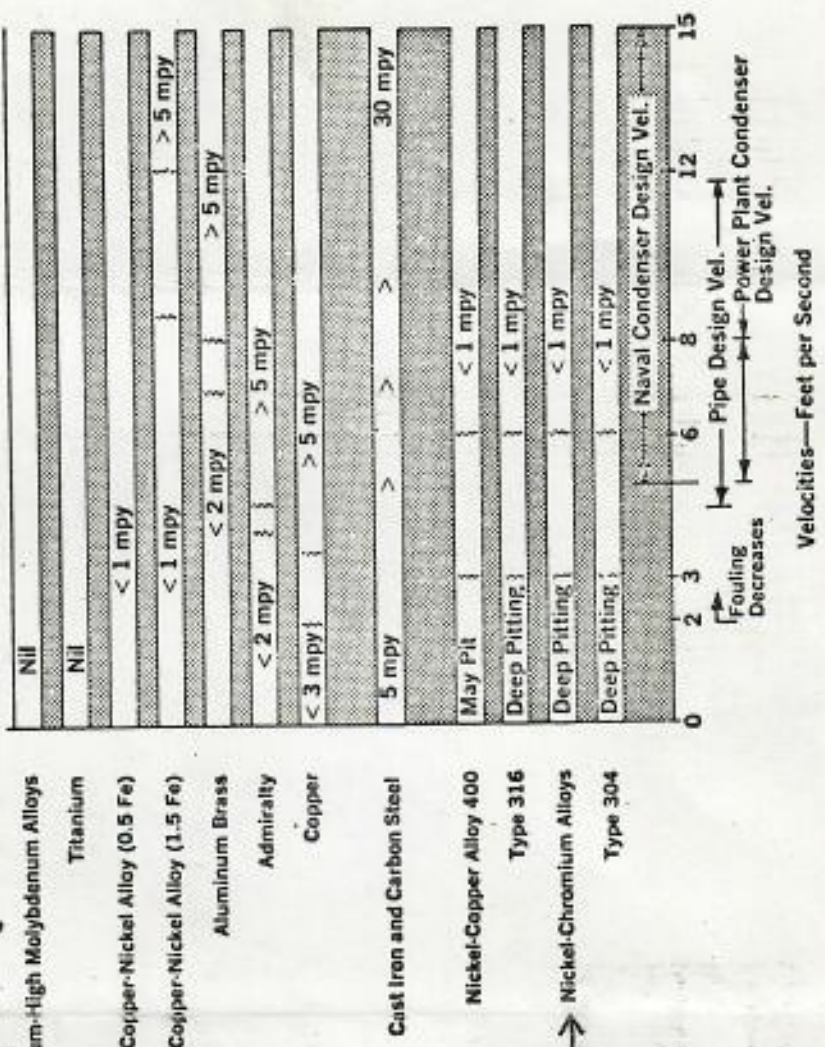 um-High Molybdenum Alloys Nil
Titanium Nil
Copper-Nickel Alloy (0.5 Fe) < 1 mpy
Copper-Nickel Alloy (1.5 Fe) < 1 mpy > 5 mpy
Aluminum Brass < 2 mpy > 5 mpy
Admiralty < 2 mpy > 5 mpy
Copper < 3 mpy > 5 mpy
Cast Iron and Carbon Steel 5 mpy > > > 30 mpy
Nickel-Copper Alloy 400 May Pit < 1 mpy
Type 316 Deep Pitting < 1 mpy
Nickel-Chromium Alloys Deep Pitting < 1 mpy
Type 304 Deep Pitting < 1 mpy
Naval Condenser Design Vel.
0 2 3 6 8 12 15
Pipe Design Vel.
Fouling
Decreases
Power Plant Condenser
Design Vel.
Velocities—Feet per Second